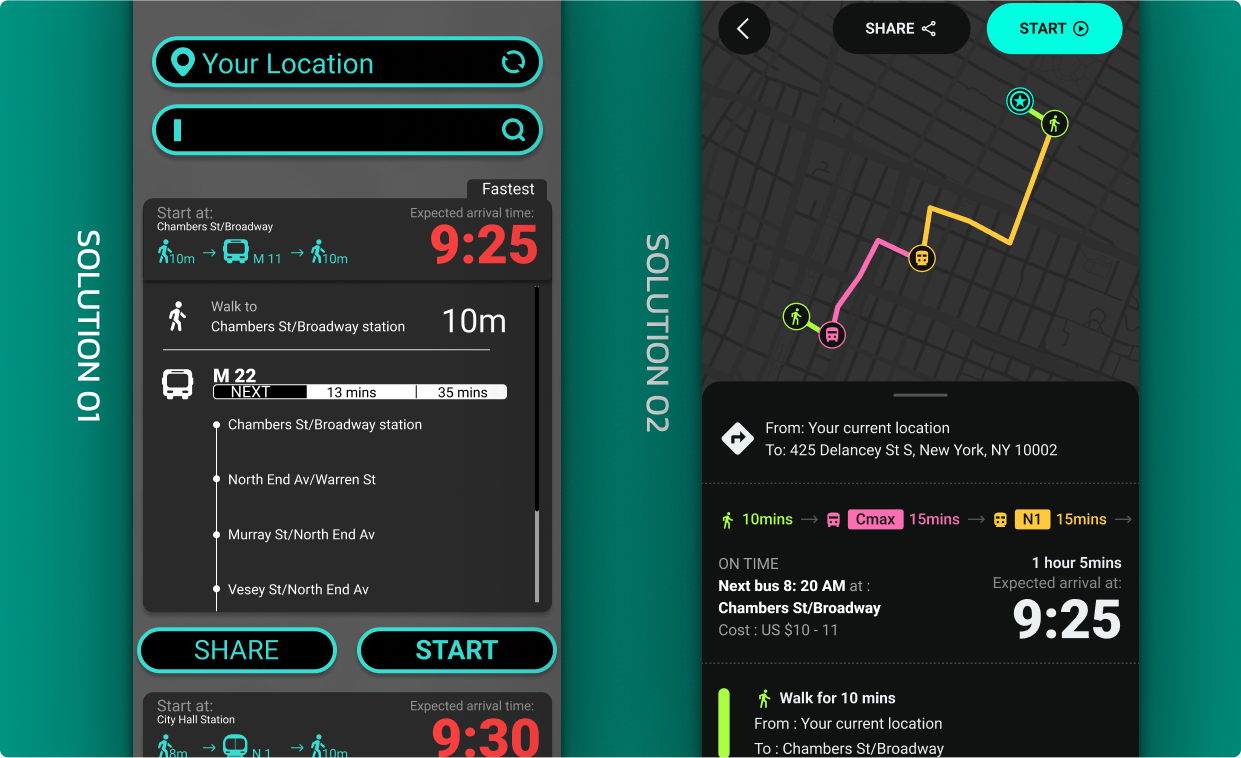 SOLUTION 01
Your Location
Fastest
Start at:
Chambers St/Broadway
Expected arrival time:
9:25
10m → M 11 → 10m
Walk to
Chambers St/Broadway station
10m
M 22
NEXT 13 mins | 35 mins
Chambers St/Broadway station
North End Av/Warren St
Murray St/North End Av
Vesey St/North End Av
SHARE
START
Start at:
City Hall Station
Expected arrival time:
9:30
8m → N 1 → 10m
SOLUTION 02
SHARE
START
From: Your current location
To: 425 Delancey St S, New York, NY 10002
10mins → Cmax 15mins → N1 15mins →
ON TIME
Next bus 8: 20 AM at :
Chambers St/Broadway
Cost : US $10 - 11
1 hour 5mins
Expected arrival at:
9:25
Walk for 10 mins
From : Your current location
To : Chambers St/Broadway